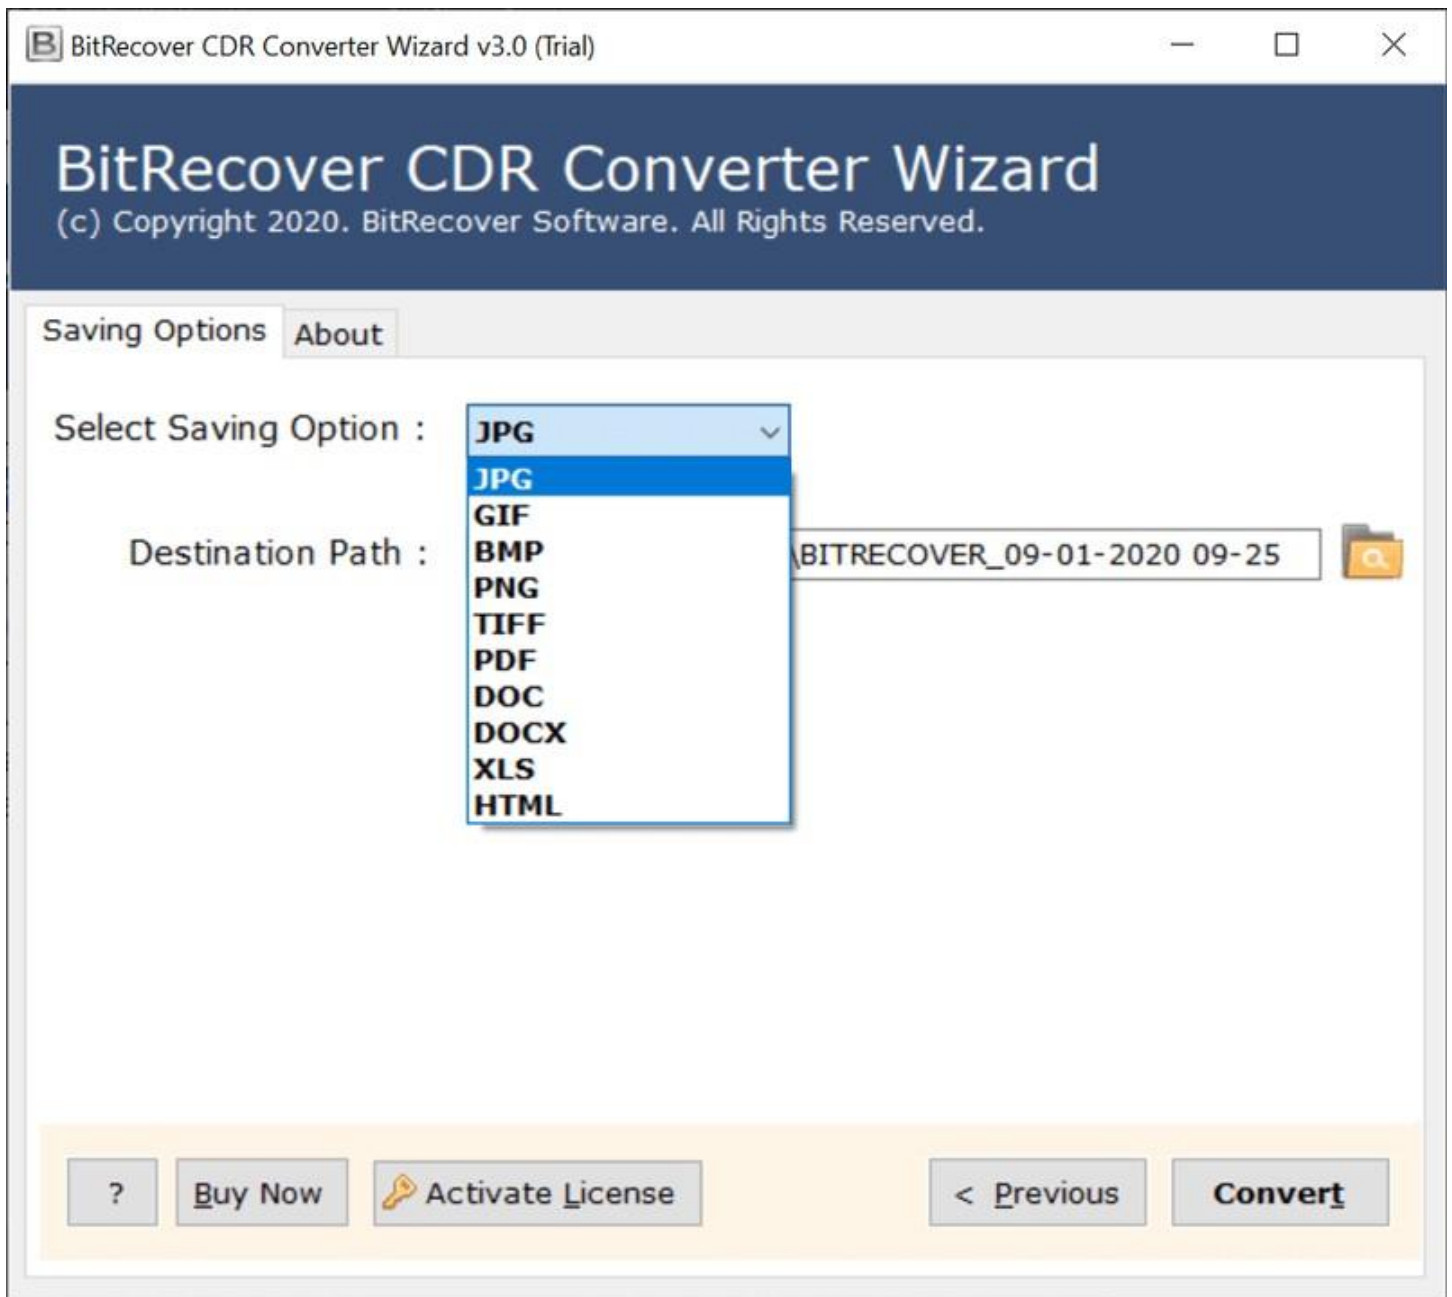 BitRecover CDR Converter Wizard v3.0 (Trial)
BitRecover CDR Converter Wizard
(c) Copyright 2020. BitRecover Software. All Rights Reserved.
Saving Options About
Select Saving Option : JPG
JPG
GIF
BMP
PNG
TIFF
PDF
DOC
DOCX
XLS
HTML
Destination Path : \BITRECOVER_09-01-2020 09-25
? Buy Now Activate License < Previous Convert